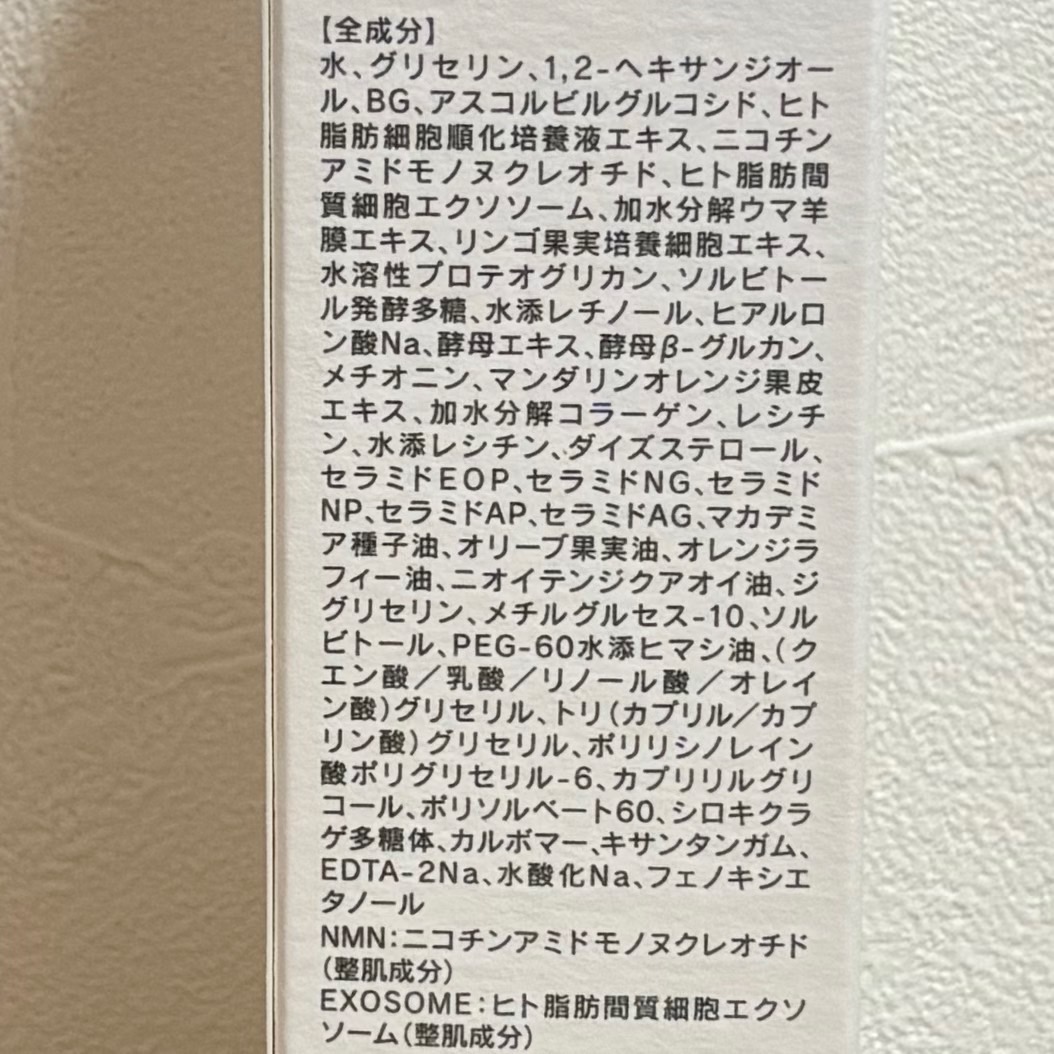 【全成分】
水、グリセリン、1,2-ヘキサンジオー
ル、BG、アスコルビルグルコシド、ヒト
脂肪細胞順化培養液エキス、ニコチン
アミドモノヌクレオチド、ヒト脂肪間
質細胞エクソソーム、加水分解ウマ羊
膜エキス、リンゴ果実培養細胞エキス、
水溶性プロテオグリカン、ソルビトー
ル発酵多糖、水添レチノール、ヒアルロ
ン酸Na、酵母エキス、酵母β-グルカン、
メチオニン、マンダリンオレンジ果皮
エキス、加水分解コラーゲン、レシチ
ン、水添レシチン、ダイズステロール、
セラミドEOP、セラミドNG、セラミド
NP、セラミドAP、セラミドAG、マカデミ
ア種子油、オリーブ果実油、オレンジラ
フィー油、ニオイテンジクアオイ油、ジ
グリセリン、メチルグルセス-10、ソル
ビトール、PEG-60水添ヒマシ油、(ク
エン酸/乳酸/リノール酸/オレイ
ン酸)グリセリル、トリ(カプリル/カプ
リン酸)グリセリル、ポリリシノレイン
酸ポリグリセリル-6、カプリリルグリ
コール、ポリソルベート60、シロキクラ
ゲ多糖体、カルボマー、キサンタンガム、
EDTA-2Na、水酸化Na、フェノキシエ
タノール
NMN:ニコチンアミドモノヌクレオチド
(整肌成分)
EXOSOME:ヒト脂肪間質細胞エクソ
ソーム(整肌成分)